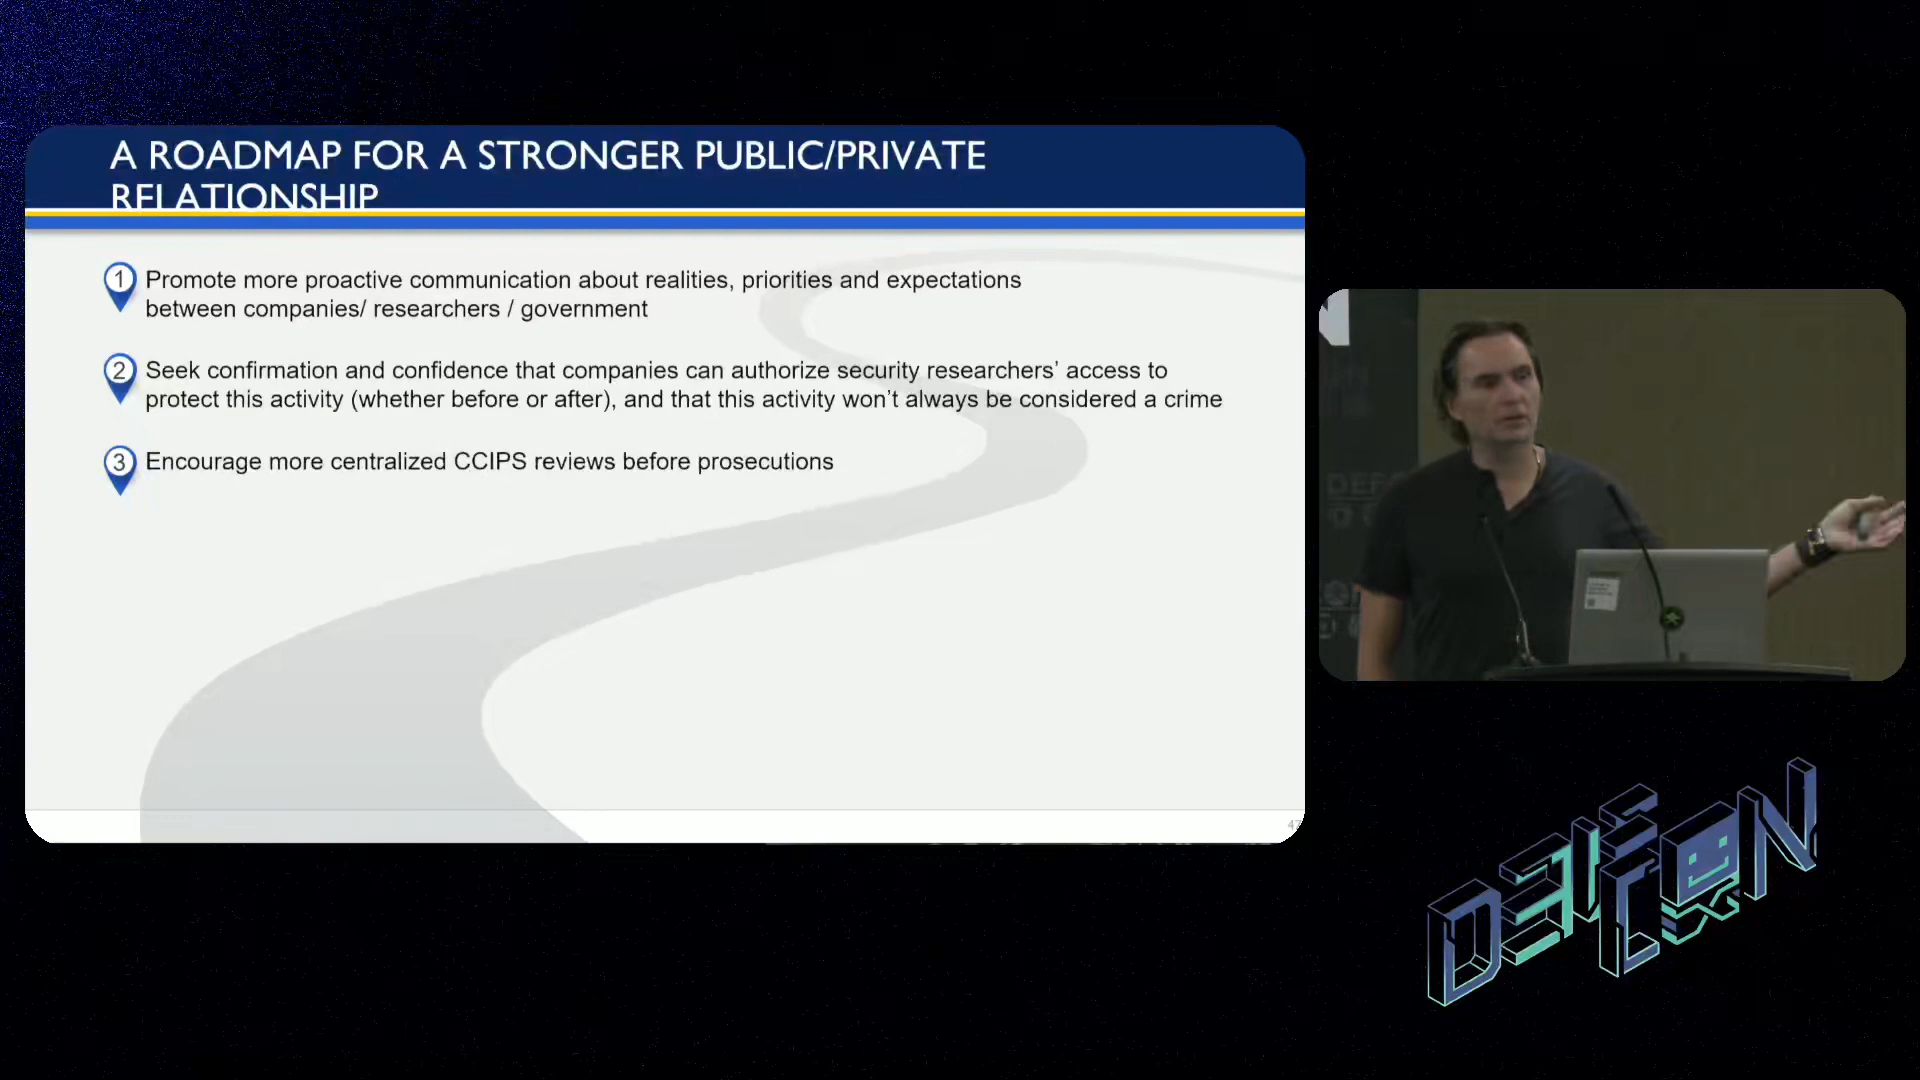 A ROADMAP FOR A STRONGER PUBLIC/PRIVATE
RELATIONSHIP
1 Promote more proactive communication about realities, priorities and expectations
between companies/ researchers / government
2 Seek confirmation and confidence that companies can authorize security researchers’ access to
protect this activity (whether before or after), and that this activity won’t always be considered a crime
3 Encourage more centralized CCIPS reviews before prosecutions
DEF
DEF CON